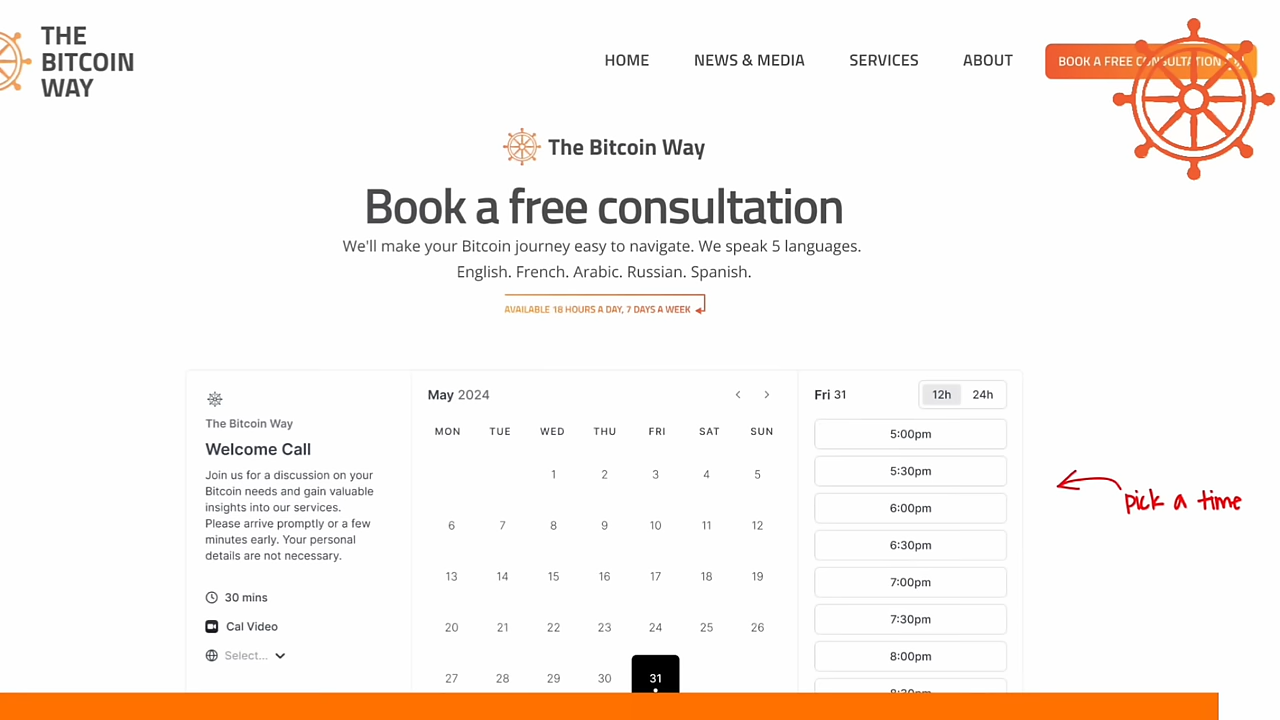 THE
BITCOIN
WAY
HOME NEWS & MEDIA SERVICES ABOUT BOOK A FREE CONSULTATION
The Bitcoin Way
Book a free consultation
We'll make your Bitcoin journey easy to navigate. We speak 5 languages.
English. French. Arabic. Russian. Spanish.
AVAILABLE 18 HOURS A DAY, 7 DAYS A WEEK
The Bitcoin Way
Welcome Call
Join us for a discussion on your
Bitcoin needs and gain valuable
insights into our services.
Please arrive promptly or a few
minutes early. Your personal
details are not necessary.
30 mins
Cal Video
Select...
May 2024
MON TUE WED THU FRI SAT SUN
1 2 3 4 5
6 7 8 9 10 11 12
13 14 15 16 17 18 19
20 21 22 23 24 25 26
27 28 29 30 31
Fri 31 12h 24h
5:00pm
5:30pm
6:00pm
6:30pm
7:00pm
7:30pm
8:00pm
8:30pm
pick a time